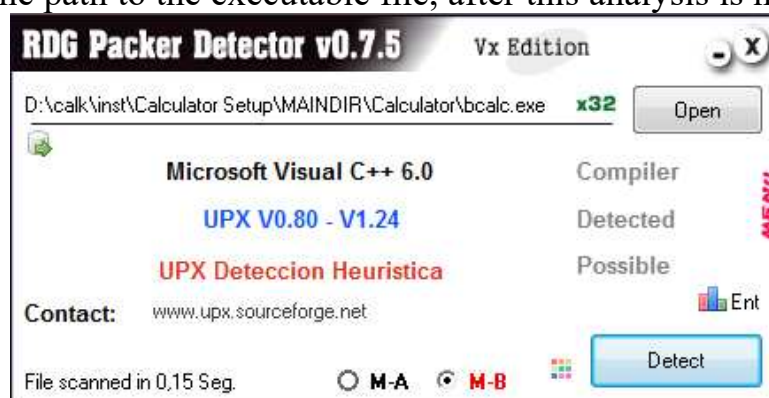 ne path to the executable file, after this analysis is
RDG Packer Detector v0.7.5 Vx Edition - X
D:\calk\inst\Calculator Setup\MAINDIR\Calculator\bcalc.exe x32 Open
Microsoft Visual C++ 6.0 Compiler
UPX V0.80 - V1.24 Detected
UPX Deteccion Heuristica Possible
MENU
Ent
Contact: www.upx.sourceforge.net
Detect
File scanned in 0,15 Seg. M-A M-B